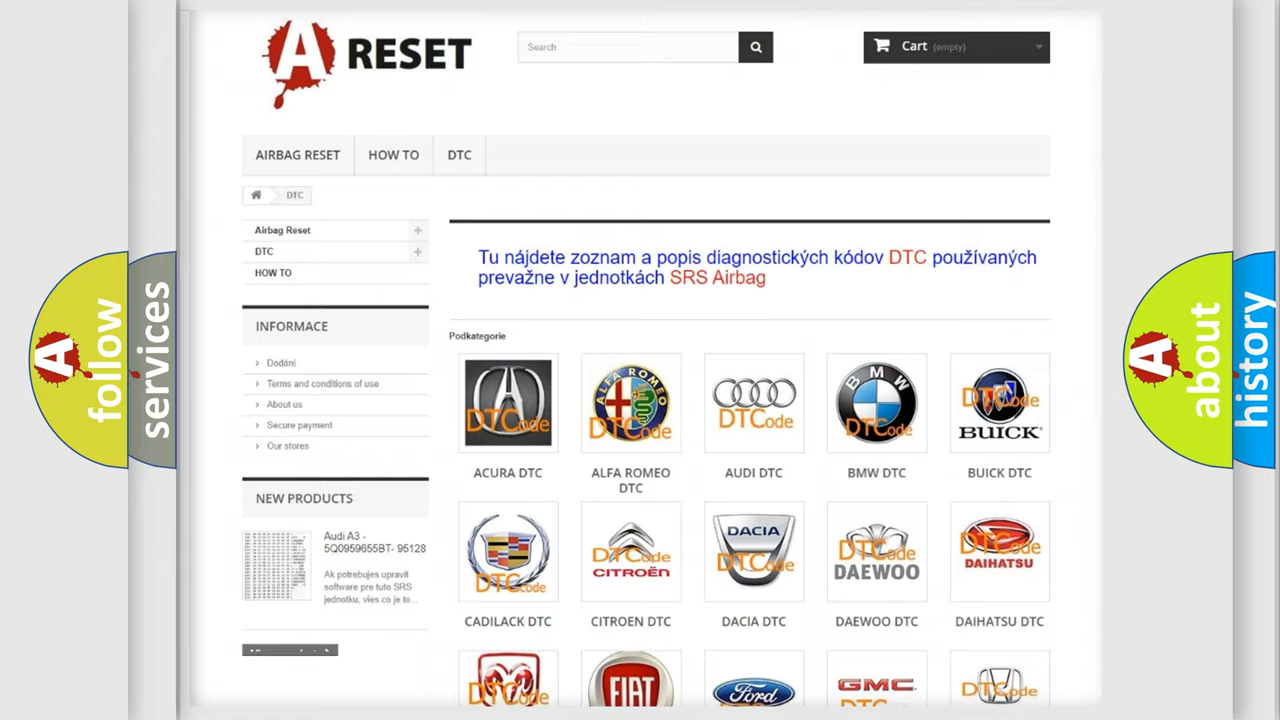 A RESET
Search
Cart (empty)
AIRBAG RESET
HOW TO
DTC
DTC
Airbag Reset
DTC
HOW TO
INFORMACE
Dodání
Terms and conditions of use
About us
Secure payment
Our stores
NEW PRODUCTS
Audi A3 -
5Q0959655BT- 95128
Ak potrebujes upravit
software pre tuto SRS
jednotku, vies co je to...
Tu nájdete zoznam a popis diagnostických kódov DTC používaných
prevažne v jednotkách SRS Airbag
Podkategorie
DTCode
ALFA ROMEO
DTCode
DTCode
BMW
DTCode
DTCode
BUICK
ACURA DTC
ALFA ROMEO
DTC
AUDI DTC
BMW DTC
BUICK DTC
DTCode
DTCode
CITROËN
DACIA
DTCode
DTCode
DAEWOO
DTCode
DAIHATSU
CADILACK DTC
CITROEN DTC
DACIA DTC
DAEWOO DTC
DAIHATSU DTC
DTCode
FIAT
Ford
GMC
DTCode
A follow
services
A about
history